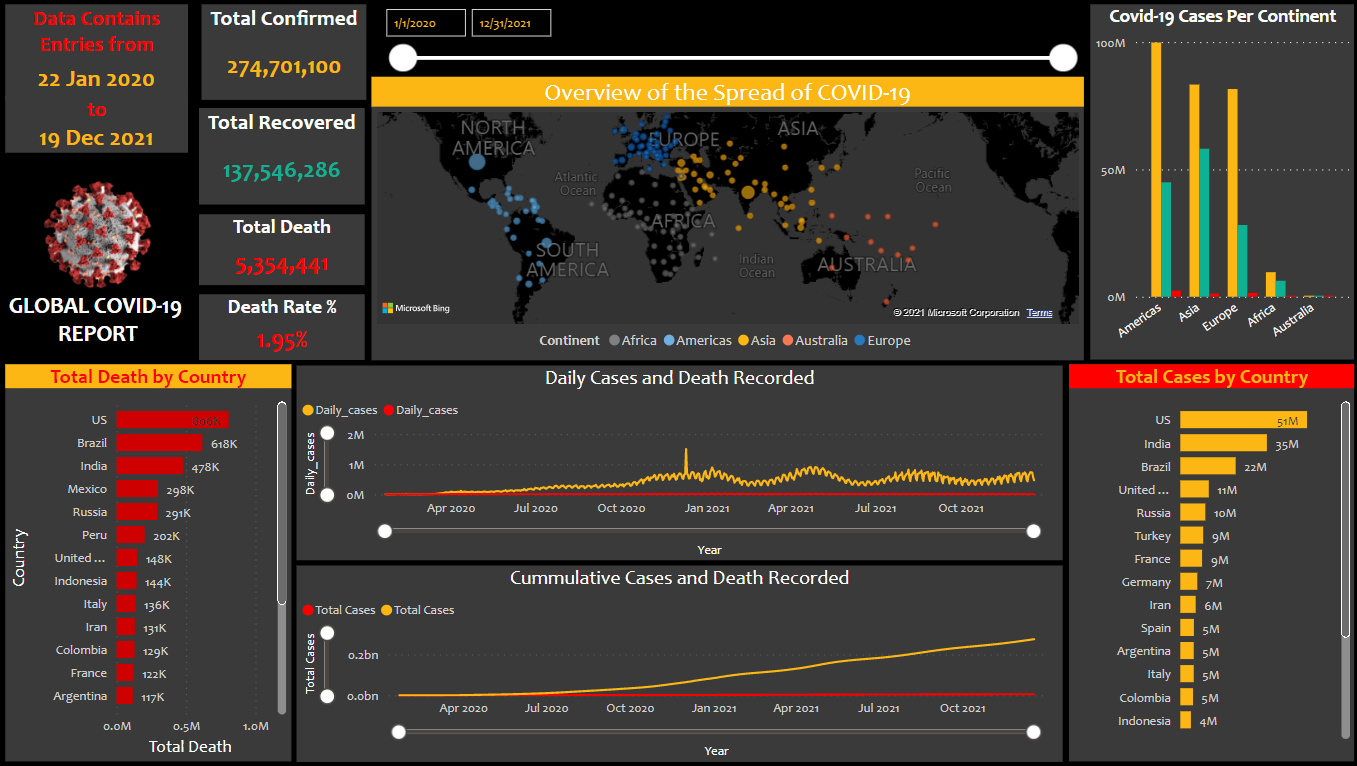 Data Contains
Entries from
22 Jan 2020
to
19 Dec 2021
GLOBAL COVID-19
REPORT
Total Confirmed
274,701,100
Total Recovered
137,546,286
Total Death
5,354,441
Death Rate %
1.95%
1/1/2020 12/31/2021
Overview of the Spread of COVID-19
NORTH
AMERICA
EUROPE
ASIA
Atlantic
Ocean
Pacific
Ocean
AFRICA
SOUTH
AMERICA
Indian
Ocean
AUSTRALIA
Microsoft Bing
© 2021 Microsoft Corporation Terms
Continent Africa Americas Asia Australia Europe
Covid-19 Cases Per Continent
100M
50M
0M
Americas
Asia
Europe
Africa
Australia
Total Death by Country
Country
US 806K
Brazil 618K
India 478K
Mexico 298K
Russia 291K
Peru 202K
United ... 148K
Indonesia 144K
Italy 136K
Iran 131K
Colombia 129K
France 122K
Argentina 117K
0.0M 0.5M 1.0M
Total Death
Daily Cases and Death Recorded
Daily_cases Daily_cases
Daily_cases
2M
1M
0M
Apr 2020 Jul 2020 Oct 2020 Jan 2021 Apr 2021 Jul 2021 Oct 2021
Year
Cummulative Cases and Death Recorded
Total Cases Total Cases
Total Cases
0.2bn
0.0bn
Apr 2020 Jul 2020 Oct 2020 Jan 2021 Apr 2021 Jul 2021 Oct 2021
Year
Total Cases by Country
US 51M
India 35M
Brazil 22M
United ... 11M
Russia 10M
Turkey 9M
France 9M
Germany 7M
Iran 6M
Spain 5M
Argentina 5M
Italy 5M
Colombia 5M
Indonesia 4M